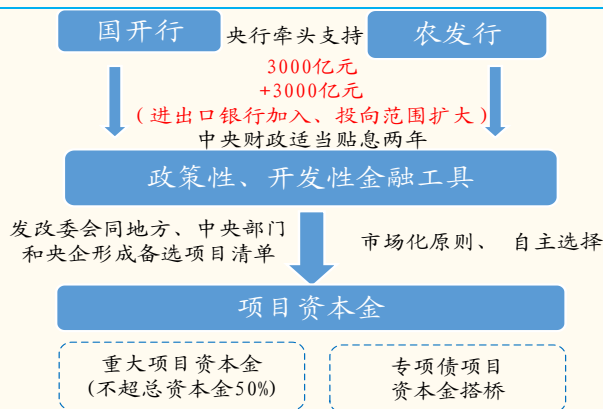 国开行
央行牵头支持
农发行
3000亿元
+3000亿元
(进出口银行加入、投向范围扩大)
中央财政适当贴息两年
政策性、开发性金融工具
发改委会同地方、中央部门
和央企形成备选项目清单
市场化原则、 自主选择
项目资本金
重大项目资本金
(不超总资本金50%)
专项债项目
资本金搭桥